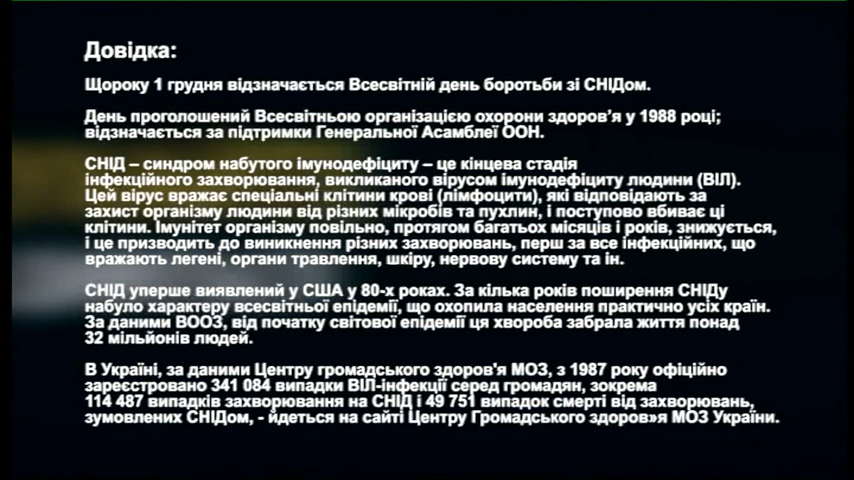 Довідка:
Щороку 1 грудня відзначається Всесвітній день боротьби зі СНІДом.
День проголошений Всесвітньою організацією охорони здоров’я у 1988 році;
відзначається за підтримки Генеральної Асамблеї ООН.
СНІД – синдром набутого імунодефіциту – це кінцева стадія
інфекційного захворювання, викликаного вірусом імунодефіциту людини (ВІЛ).
Цей вірус вражає спеціальні клітини крові (лімфоцити), які відповідають за
захист організму людини від різних мікробів та пухлин, і поступово вбиває ці
клітини. Імунітет організму повільно, протягом багатьох місяців і років, знижується,
і це призводить до виникнення різних захворювань, перш за все інфекційних, що
вражають легені, органи травлення, шкіру, нервову систему та ін.
СНІД уперше виявлений у США у 80-х роках. За кілька років поширення СНІДу
набуло характеру всесвітньої епідемії, що охопила населення практично усіх країн.
За даними ВООЗ, від початку світової епідемії ця хвороба забрала життя понад
32 мільйонів людей.
В Україні, за даними Центру громадського здоров'я МОЗ, з 1987 року офіційно
зареєстровано 341 084 випадки ВІЛ-інфекції серед громадян, зокрема
114 487 випадків захворювання на СНІД і 49 751 випадок смерті від захворювань,
зумовлених СНІДом, - йдеться на сайті Центру Громадського здоров»я МОЗ України.